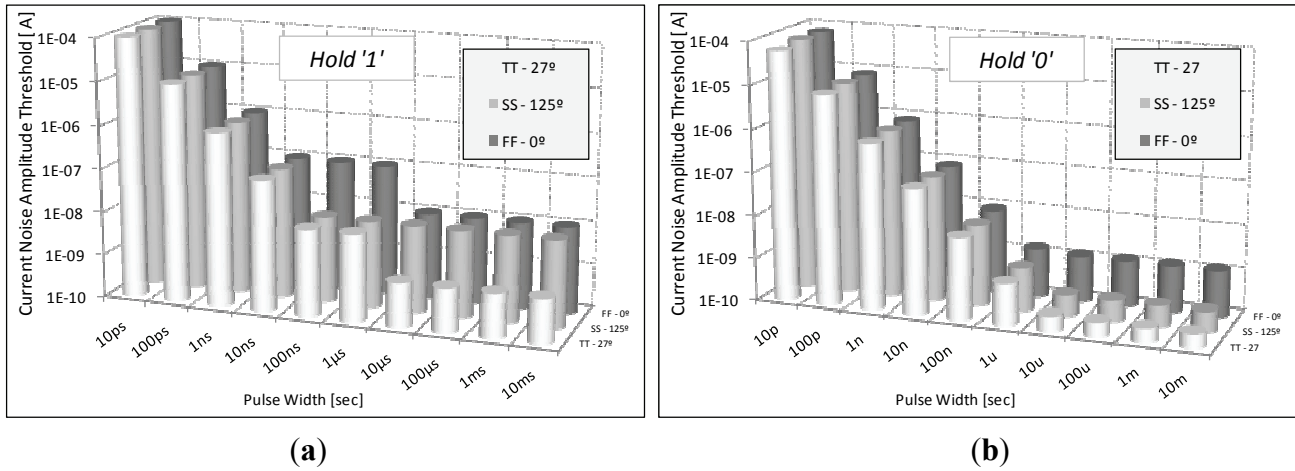 Current Noise Amplitude Threshold [ A]
1E-04
1E-05
1E-06
1E-07
1E-08
1E-09
1E-10
Hold '1'
TT - 27º
SS - 125º
FF - 0º
10ps
100ps
1ns
10ns
100ns
1µs
10µs
100µs
1ms
10ms
FF - 0º
SS - 125º
TT - 27º
Pulse Width [sec]
(a)
Current Noise Amplitude Threshold [ A]
1E-04
1E-05
1E-06
1E-07
1E-08
1E-09
1E-10
Hold '0'
TT - 27
SS - 125º
FF - 0º
10p
100p
1n
10n
100n
1u
10u
100u
1m
10m
FF - 0º
SS - 125º
TT - 27
Pulse Width [sec]
(b)